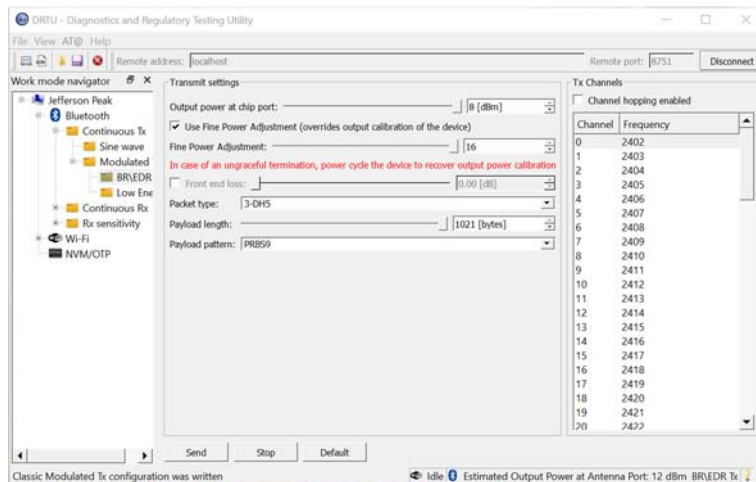 DRTU - Diagnostics and Regulatory Testing Utility
File View AT@ Help
Remote address: localhost Remote port: 8751 Disconnect
Work mode navigator
Jefferson Peak
Bluetooth
Continuous Tx
Sine wave
Modulated
BR\EDR
Low Ene
Continuous Rx
Rx sensitivity
Wi-Fi
NVM/OTP
Transmit settings
Output power at chip port: 8 [dBm]
Use Fine Power Adjustment (overrides output calibration of the device)
Fine Power Adjustment: 16
In case of an ungraceful termination, power cycle the device to recover output power calibration
Front end loss: 0.00 [dB]
Packet type: 3-DH5
Payload length: 1021 [bytes]
Payload pattern: PRBS9
Tx Channels
Channel hopping enabled
Channel Frequency
0 2402
1 2403
2 2404
3 2405
4 2406
5 2407
6 2408
7 2409
8 2410
9 2411
10 2412
11 2413
12 2414
13 2415
14 2416
15 2417
16 2418
17 2419
18 2420
19 2421
20 2422
Send Stop Default
Classic Modulated Tx configuration was written Idle Estimated Output Power at Antenna Port: 12 dBm BR\EDR Tx